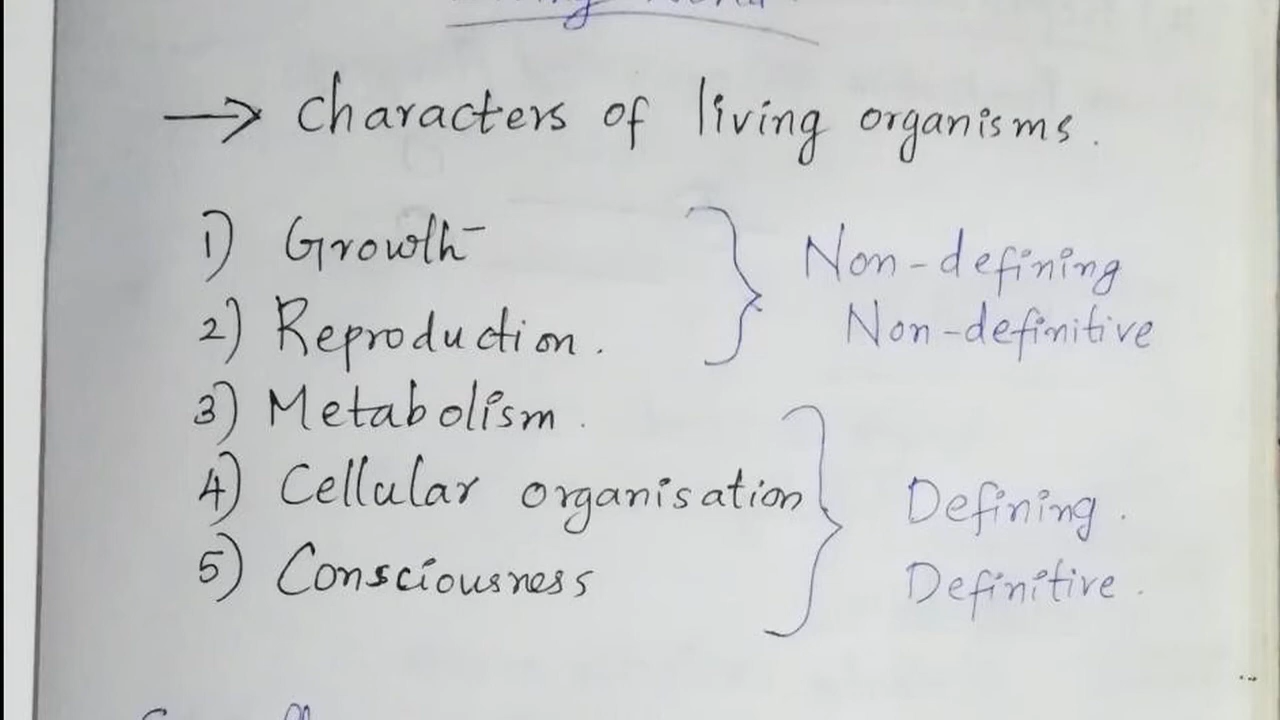 → Characters of living organisms.
1) Growth
2) Reproduction.
} Non-defining
Non-definitive
3) Metabolism.
4) Cellular organisation
5) Consciousness
} Defining.
Definitive.